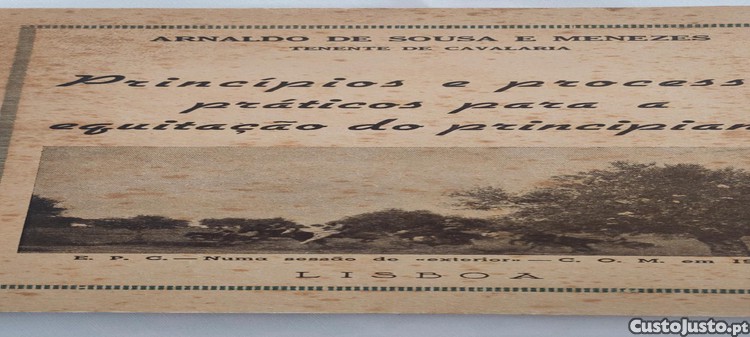 ARNALDO DE SOUSA E MENEZES
TENENTE DE CAVALARIA
Princípios e process
práticos para a
equitação do principian
E. P. C. — Numa sessão de «exterior» — C. O. M. em 19
LISBOA
CustoJusto.pt